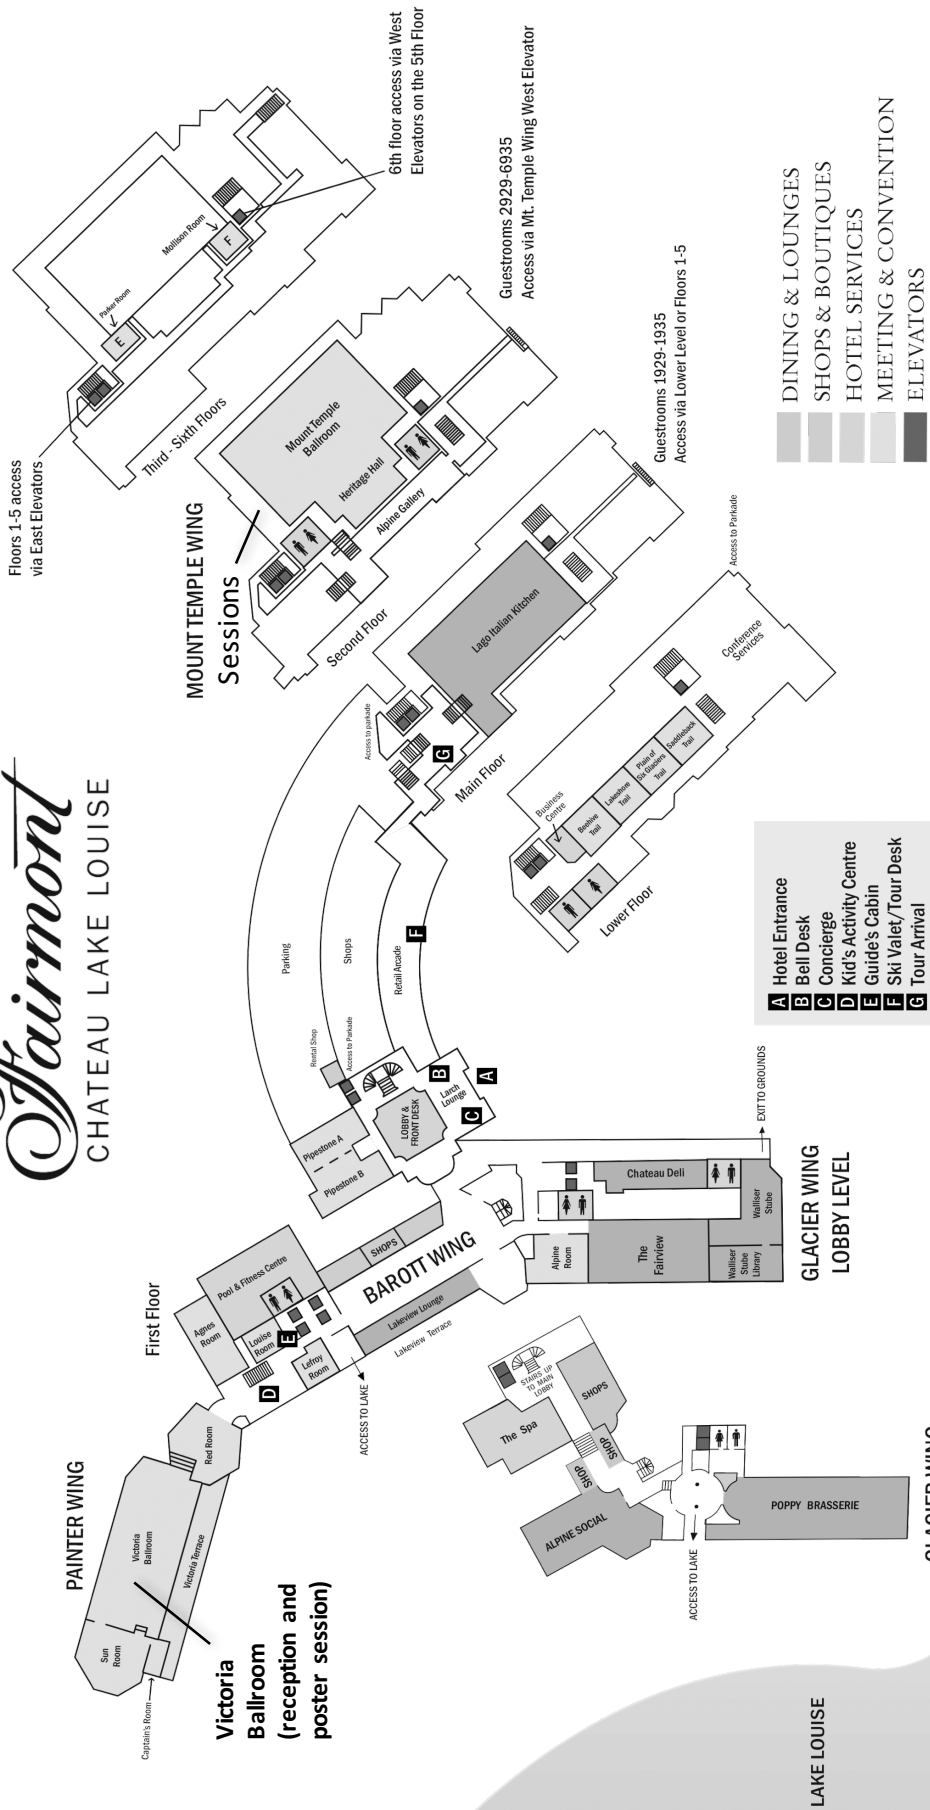 Fairmont
CHATEAU LAKE LOUISE
PAINTER WING
Captain's Room
Sun
Room
Victoria
Ballroom
Victoria Terrace
Red Room
Victoria
Ballroom
(reception and
poster session)
First Floor
Agnes
Room
Pool & Fitness Centre
Louise
Room
E
D
Lefroy
Room
ACCESS TO LAKE
SHOPS
BAROTT WING
Lakeview Lounge
Lakeview Terrace
Pipestone A
Pipestone B
Rental Shop
Access to Parkade
LOBBY &
FRONT DESK
Larch
Lounge
B
C
A
Parking
Shops
Retail Arcade
F
Alpine
Room
The
Fairview
Chateau Deli
Walliser
Stube
Walliser
Stube
Library
EXIT TO GROUNDS
GLACIER WING
LOBBY LEVEL
MOUNT TEMPLE WING
Sessions
Floors 1-5 access
via East Elevators
Parker Room
E
Mollison Room
F
Third - Sixth Floors
6th floor access via West
Elevators on the 5th Floor
Mount Temple
Ballroom
Heritage Hall
Alpine Gallery
Second Floor
Guestrooms 2929-6935
Access via Mt. Temple Wing West Elevator
Access to parkade
G
Lago Italian Kitchen
Main Floor
Guestrooms 1929-1935
Access via Lower Level or Floors 1-5
Business
Centre
Beehive
Trail
Lakeshore
Trail
Plain of
Six Glaciers
Trail
Saddleback
Trail
Conference
Services
Access to Parkade
Lower Floor
The Spa
STAIRS UP
TO MAIN
LOBBY
SHOPS
SHOP
SHOP
ALPINE SOCIAL
POPPY BRASSERIE
ACCESS TO LAKE
GLACIER WING
LAKE LOUISE
A Hotel Entrance
B Bell Desk
C Concierge
D Kid's Activity Centre
E Guide's Cabin
F Ski Valet/Tour Desk
G Tour Arrival
DINING & LOUNGES
SHOPS & BOUTIQUES
HOTEL SERVICES
MEETING & CONVENTION
ELEVATORS